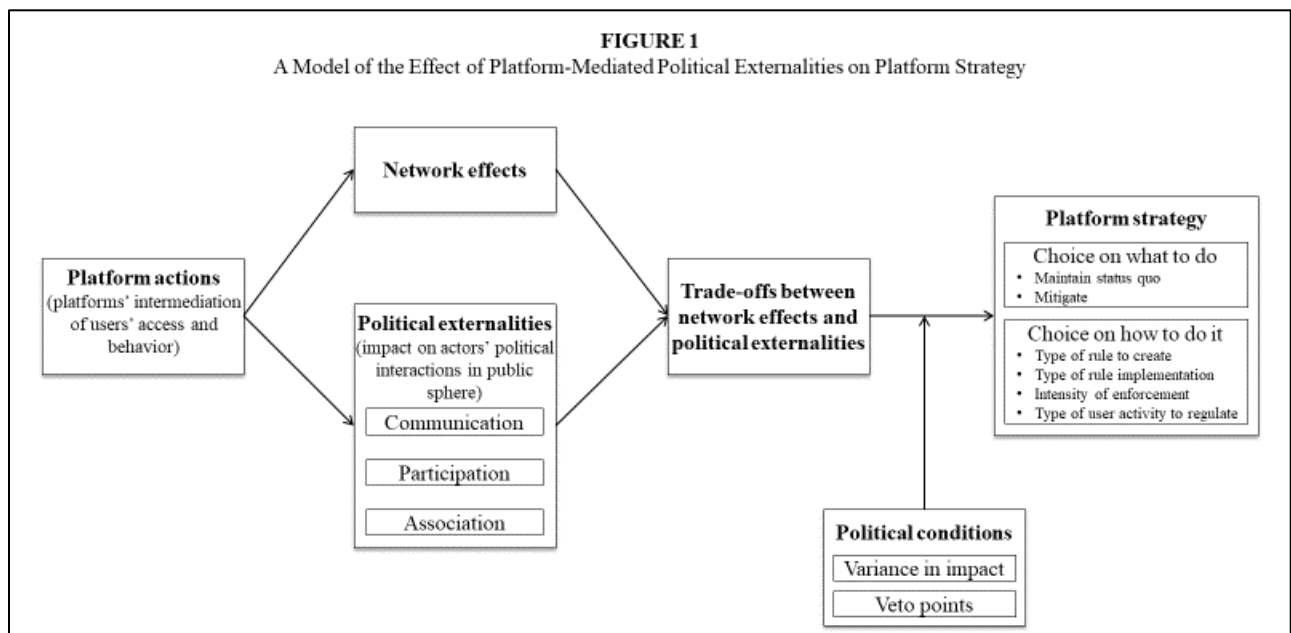 FIGURE 1
A Model of the Effect of Platform-Mediated Political Externalities on Platform Strategy
Network effects
Platform actions
(platforms’ intermediation
of users’ access and
behavior)
Political externalities
(impact on actors’ political
interactions in public
sphere)
Communication
Participation
Association
Trade-offs between
network effects and
political externalities
Platform strategy
Choice on what to do
• Maintain status quo
• Mitigate
Choice on how to do it
• Type of rule to create
• Type of rule implementation
• Intensity of enforcement
• Type of user activity to regulate
Political conditions
Variance in impact
Veto points